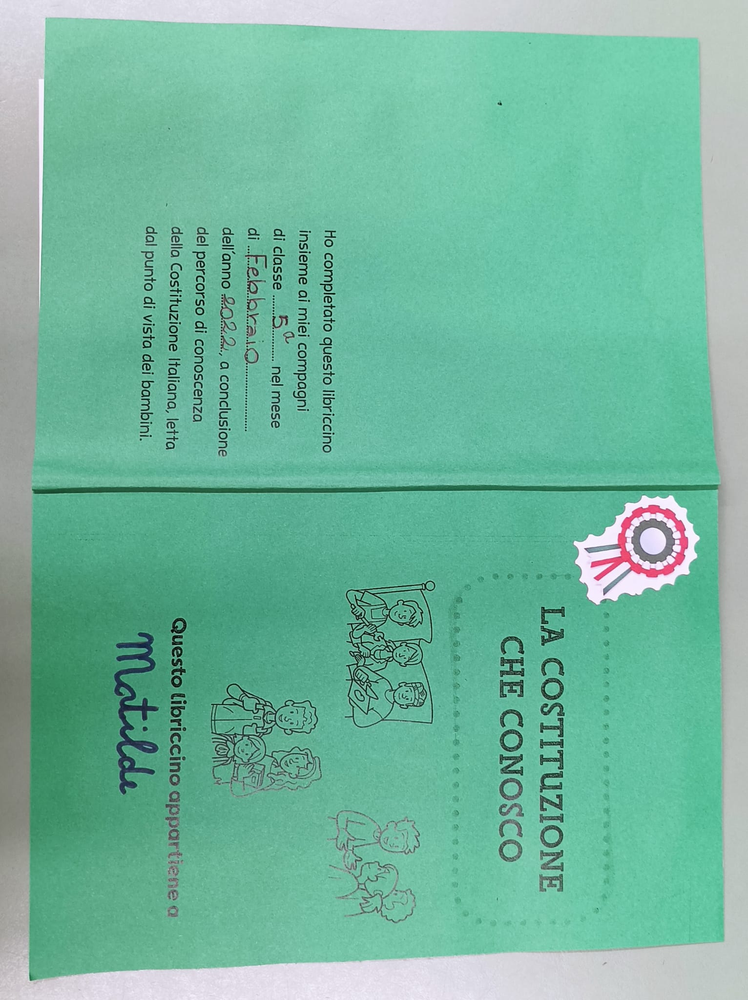 Ho completato questo libriccino
insieme ai miei compagni
di classe ........5ª........ nel mese
di ...Febbraio..................
dell'anno 2022, a conclusione
del percorso di conoscenza
della Costituzione Italiana, letta
dal punto di vista dei bambini.
LA COSTITUZIONE
CHE CONOSCO
Questo libriccino appartiene a
Matilde